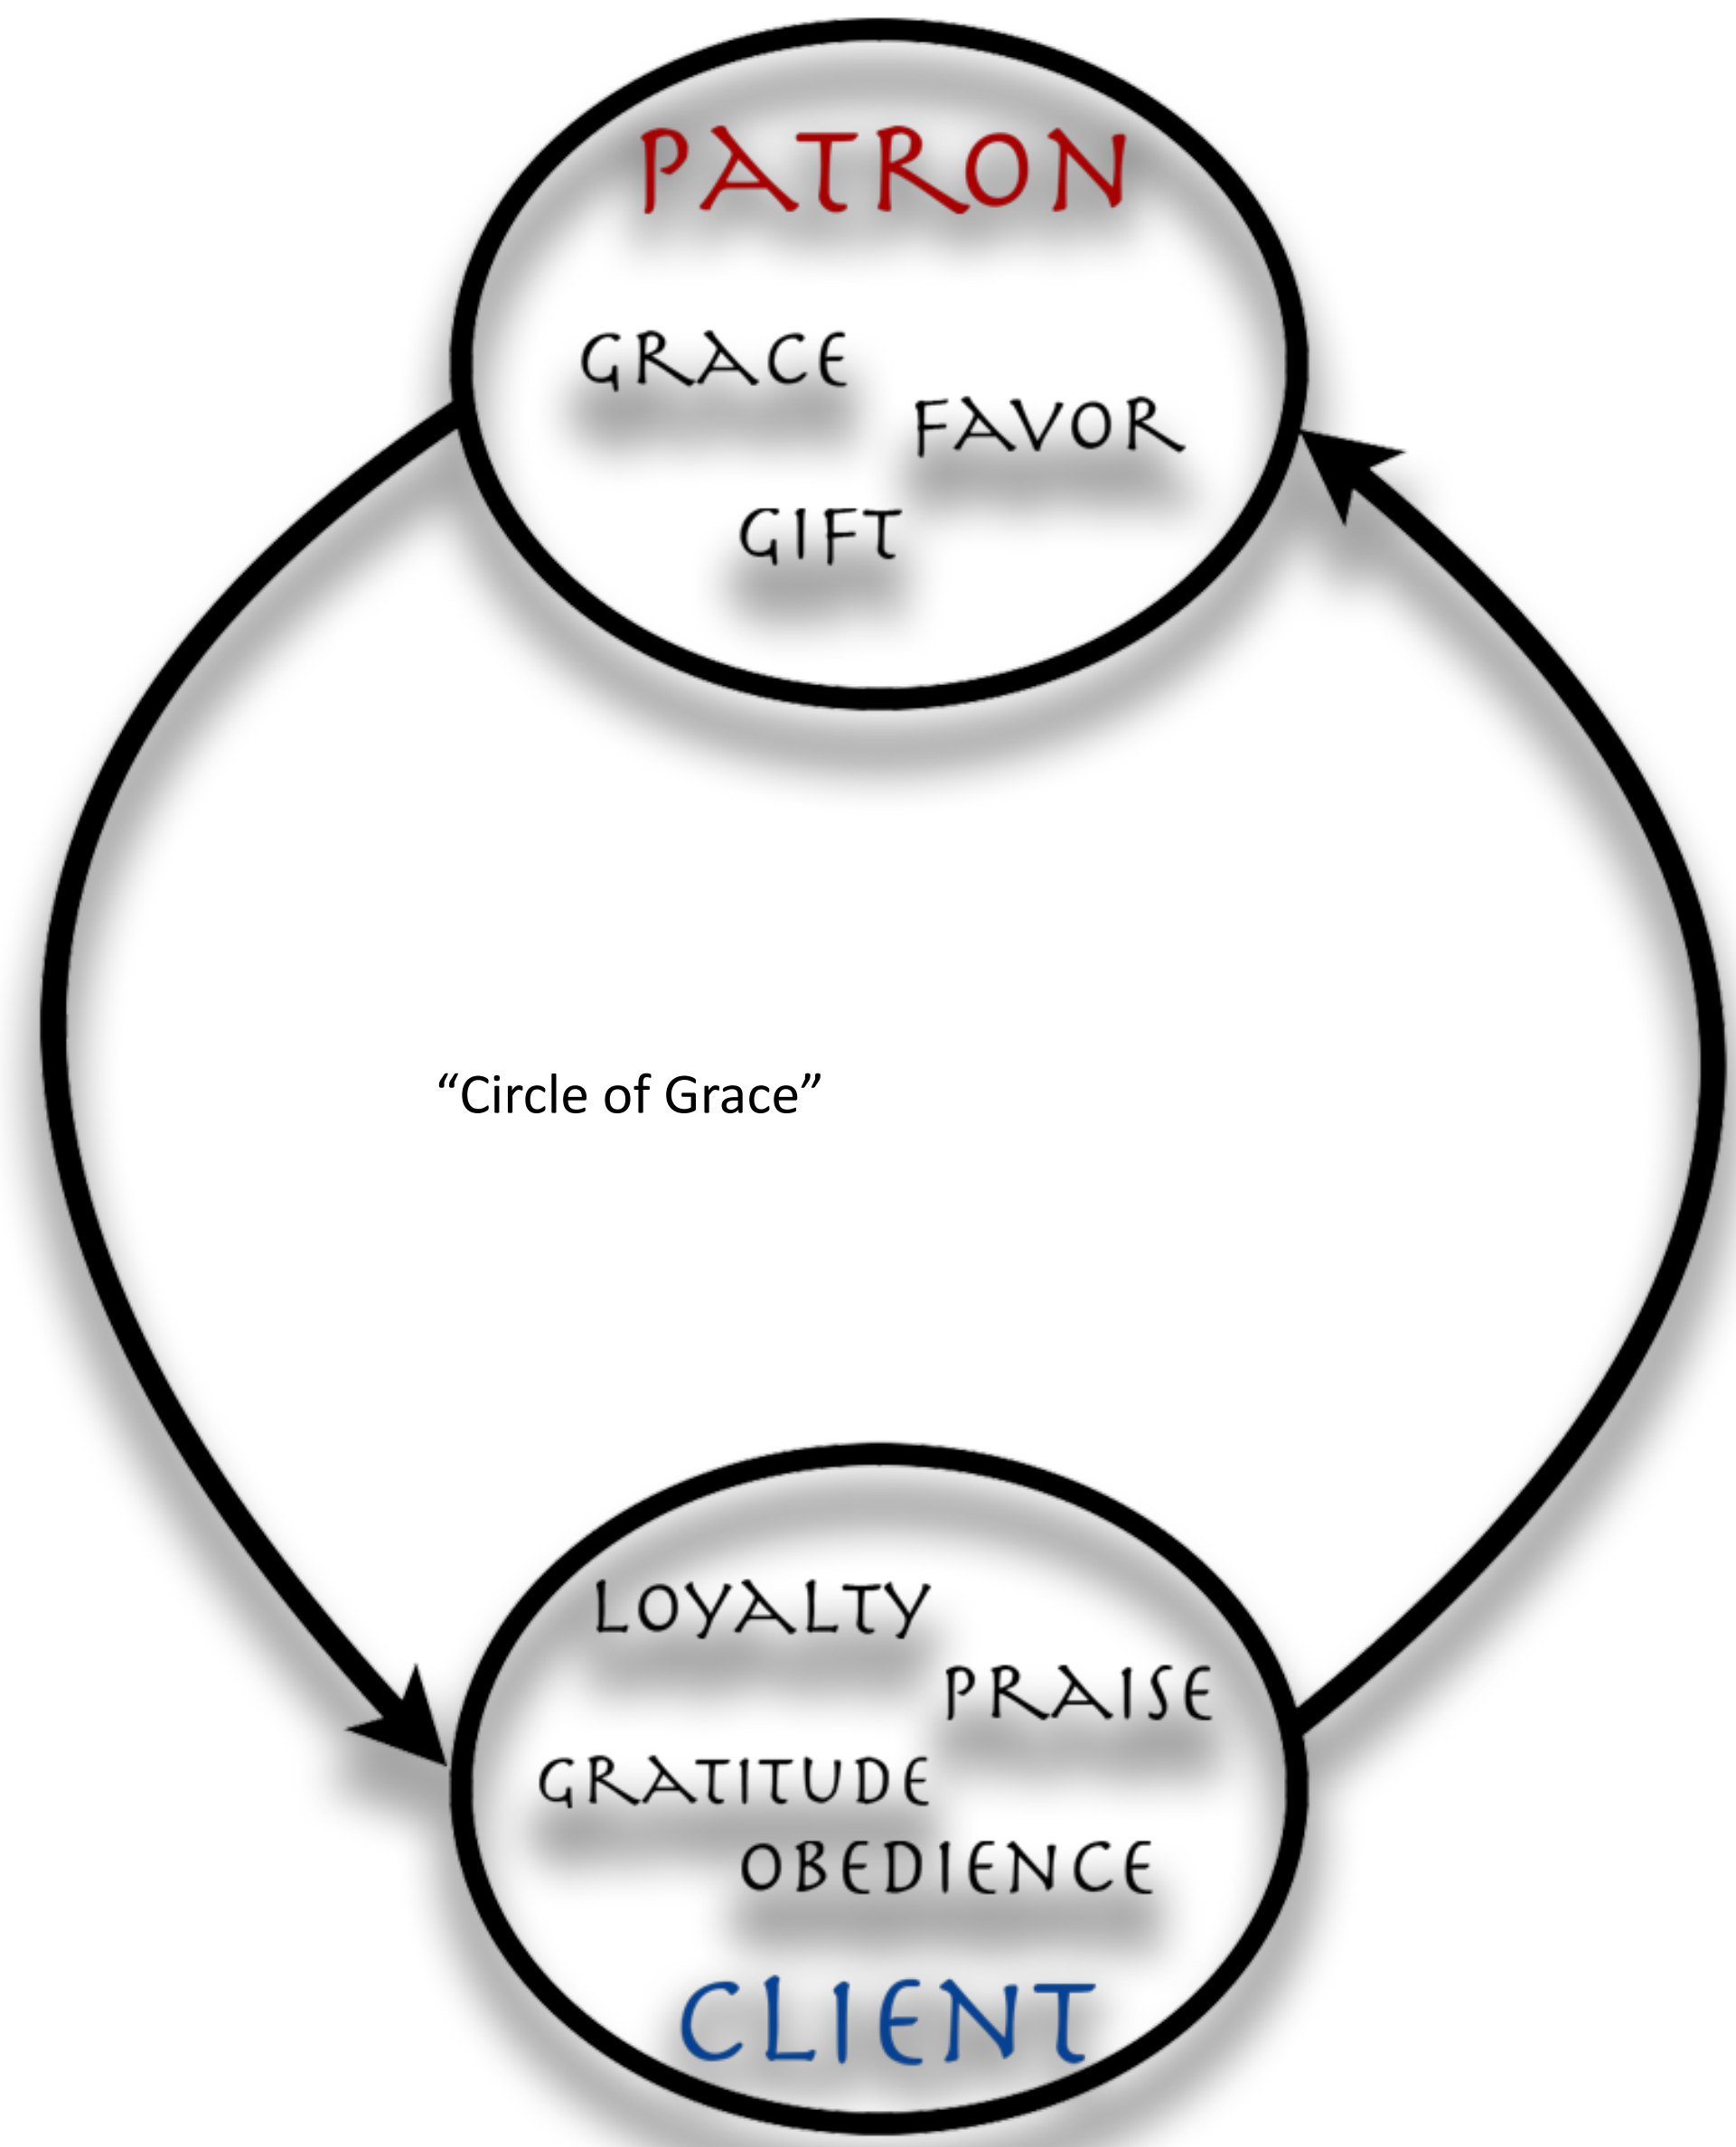 PATRON
GRACE
FAVOR
GIFT
“Circle of Grace”
LOYALTY
PRAISE
GRATITUDE
OBEDIENCE
CLIENT